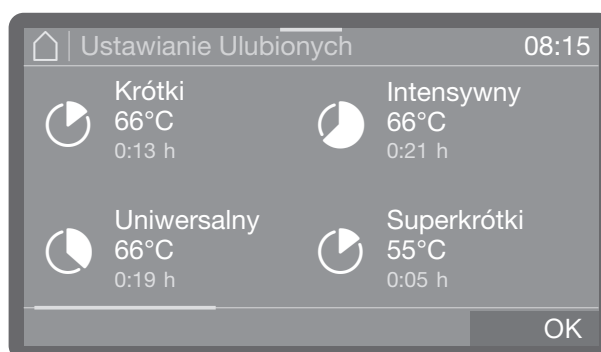 Ustawianie Ulubionych 08:15
Krótki
66°C
0:13 h
Intensywny
66°C
0:21 h
Uniwersalny
66°C
0:19 h
Superkrótki
55°C
0:05 h
OK